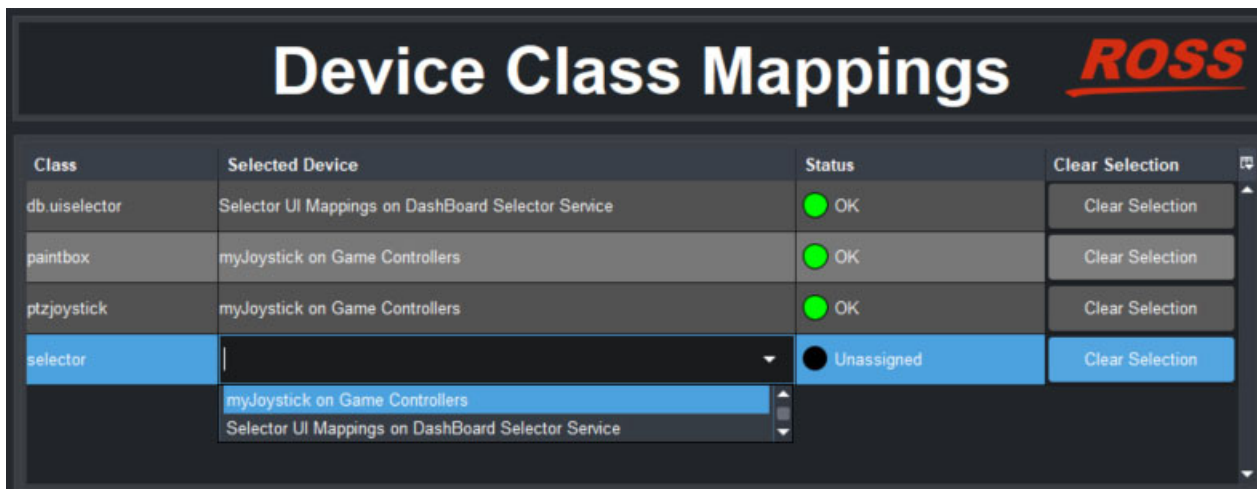 Device Class Mappings ROSS
Class Selected Device Status Clear Selection
db.uiselector Selector UI Mappings on DashBoard Selector Service OK Clear Selection
paintbox myJoystick on Game Controllers OK Clear Selection
ptzjoystick myJoystick on Game Controllers OK Clear Selection
selector Unassigned Clear Selection
myJoystick on Game Controllers
Selector UI Mappings on DashBoard Selector Service